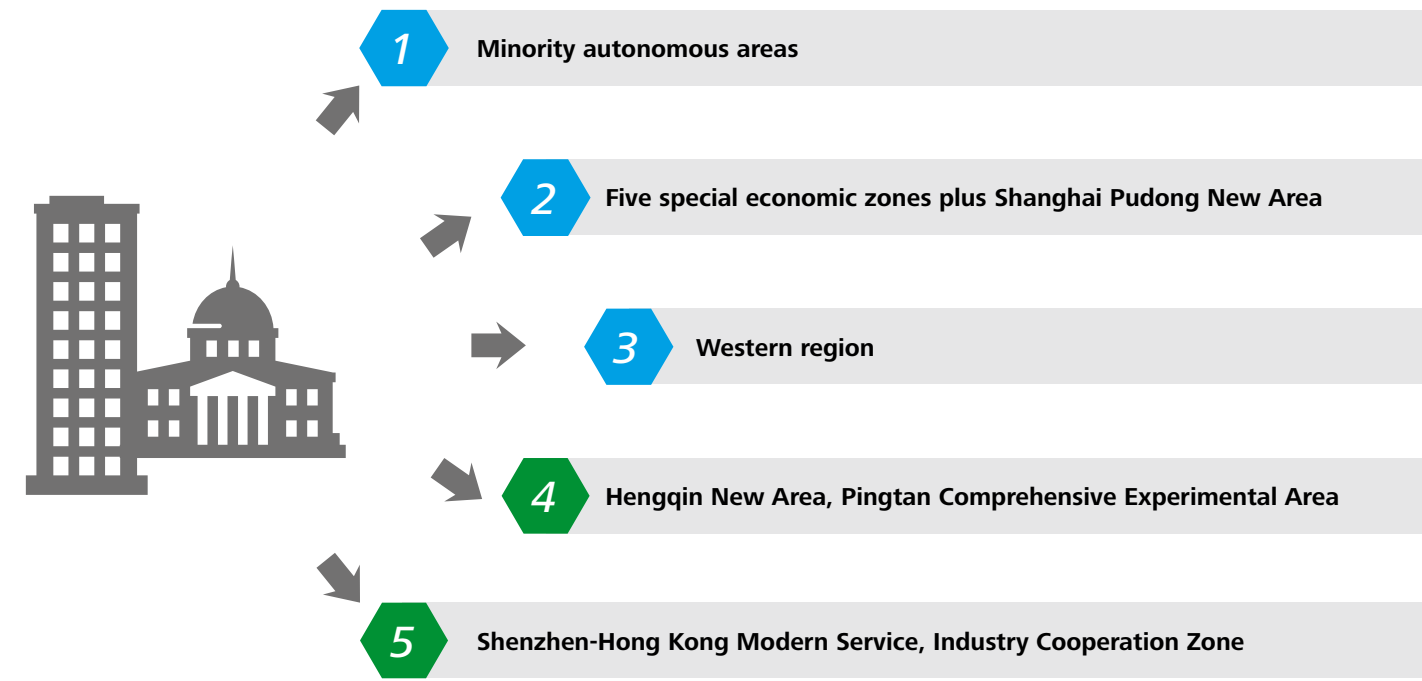 1 Minority autonomous areas
2 Five special economic zones plus Shanghai Pudong New Area
3 Western region
4 Hengqin New Area, Pingtan Comprehensive Experimental Area
5 Shenzhen-Hong Kong Modern Service, Industry Cooperation Zone